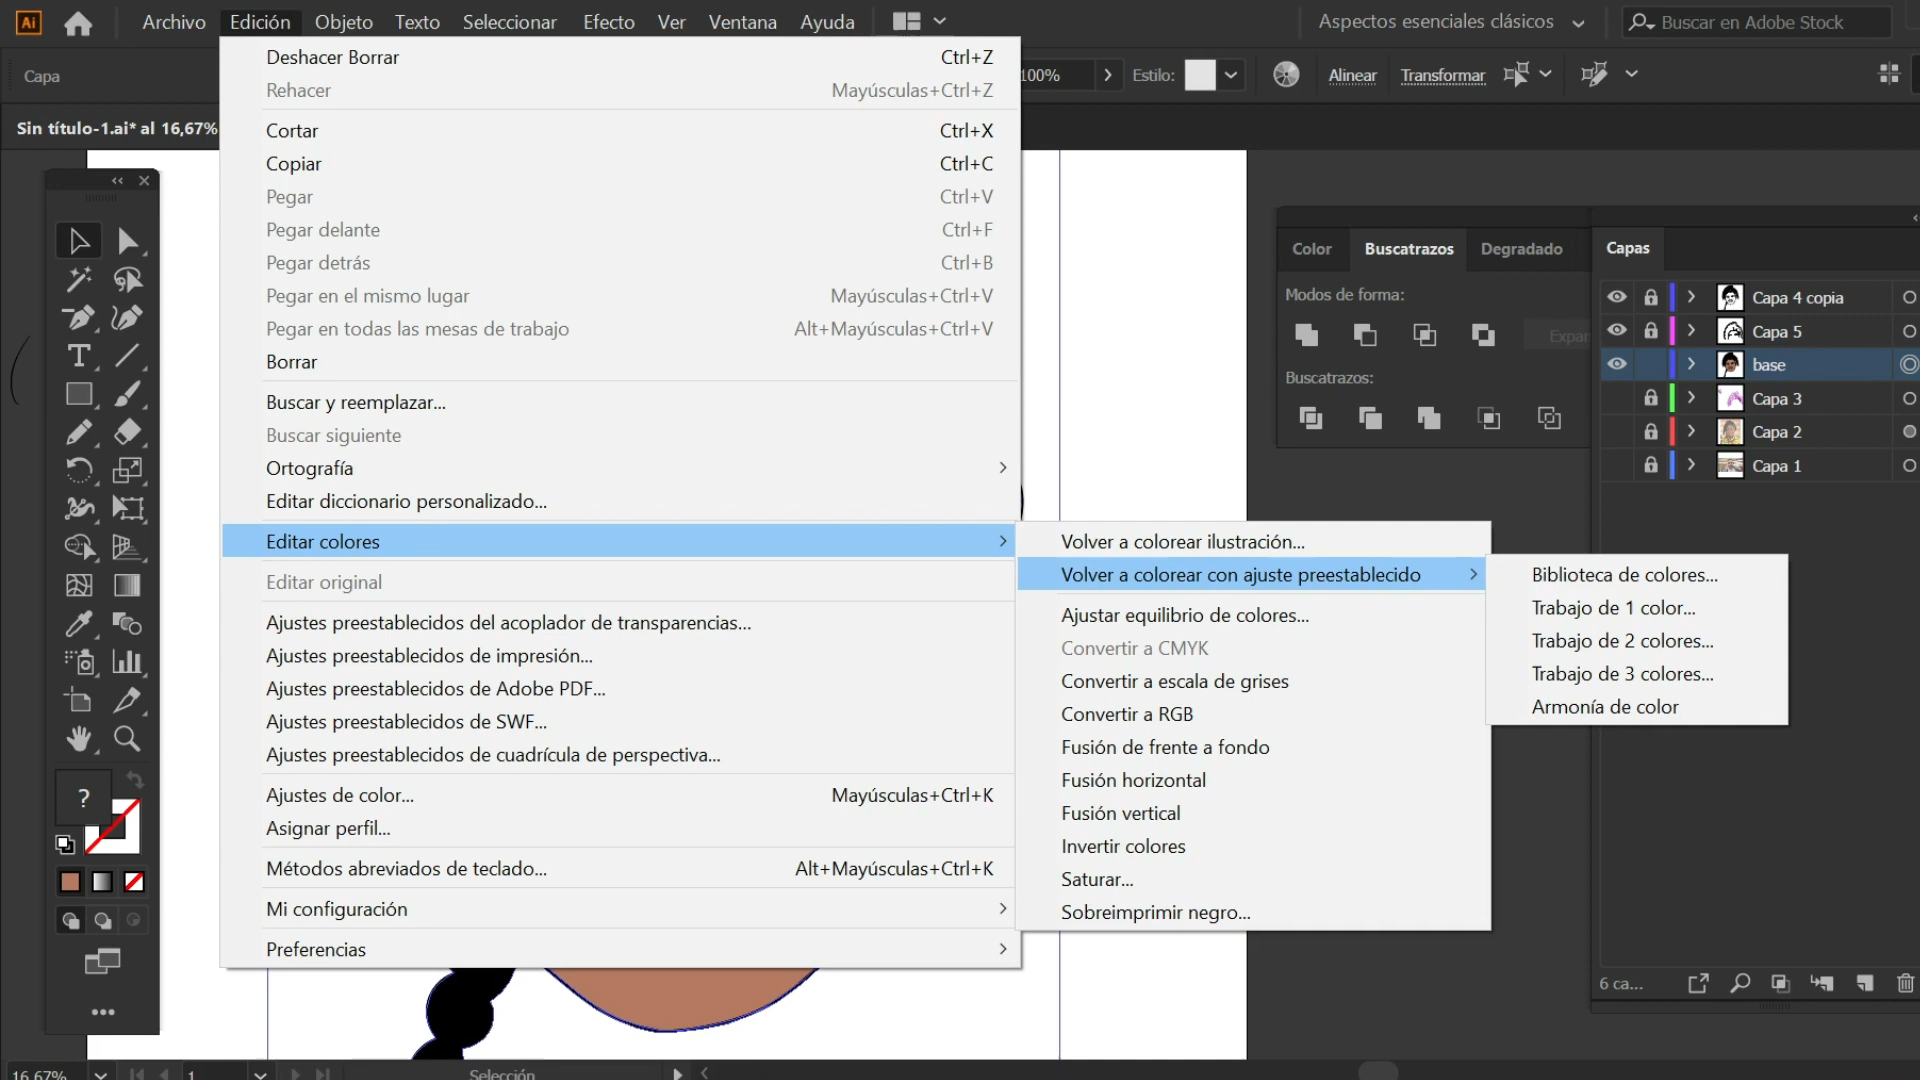 Ai Archivo Edición Objeto Texto Seleccionar Efecto Ver Ventana Ayuda Aspectos esenciales clásicos Buscar en Adobe Stock
Capa 100% Estilo: Alinear Transformar
Sin título-1.ai* al 16,67%
Deshacer Borrar Ctrl+Z
Rehacer Mayúsculas+Ctrl+Z
Cortar Ctrl+X
Copiar Ctrl+C
Pegar Ctrl+V
Pegar delante Ctrl+F
Pegar detrás Ctrl+B
Pegar en el mismo lugar Mayúsculas+Ctrl+V
Pegar en todas las mesas de trabajo Alt+Mayúsculas+Ctrl+V
Borrar
Buscar y reemplazar...
Buscar siguiente
Ortografía
Editar diccionario personalizado...
Editar colores
Editar original
Ajustes preestablecidos del acoplador de transparencias...
Ajustes preestablecidos de impresión...
Ajustes preestablecidos de Adobe PDF...
Ajustes preestablecidos de SWF...
Ajustes preestablecidos de cuadrícula de perspectiva...
Ajustes de color... Mayúsculas+Ctrl+K
Asignar perfil...
Métodos abreviados de teclado... Alt+Mayúsculas+Ctrl+K
Mi configuración
Preferencias
Volver a colorear ilustración...
Volver a colorear con ajuste preestablecido
Ajustar equilibrio de colores...
Convertir a CMYK
Convertir a escala de grises
Convertir a RGB
Fusión de frente a fondo
Fusión horizontal
Fusión vertical
Invertir colores
Saturar...
Sobreimprimir negro...
Biblioteca de colores...
Trabajo de 1 color...
Trabajo de 2 colores...
Trabajo de 3 colores...
Armonía de color
Color Buscatrazos Degradado
Modos de forma:
Expan
Buscatrazos:
Capas
Capa 4 copia
Capa 5
base
Capa 3
Capa 2
Capa 1
6 ca...
?
16,67% 1 Selección